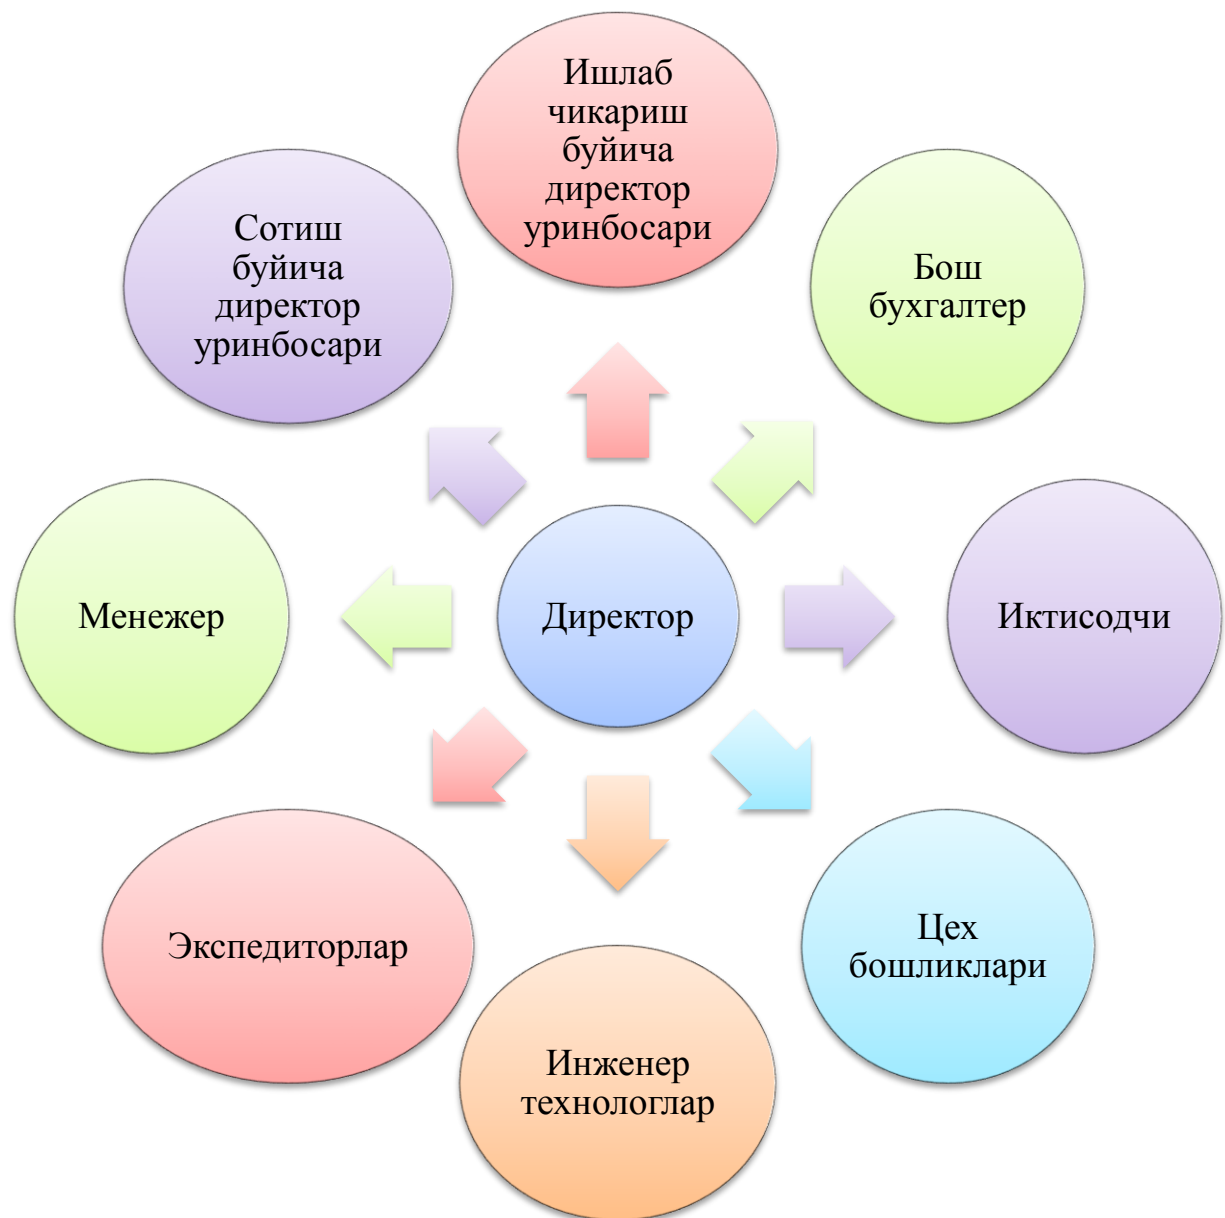 Ишлаб
чикариш
буйича
директор
уринбосари
Сотиш
буйича
директор
уринбосари
Бош
бухгалтер
Менежер
Директор
Иктисодчи
Экспедиторлар
Цех
бошликлари
Инженер
технологлар